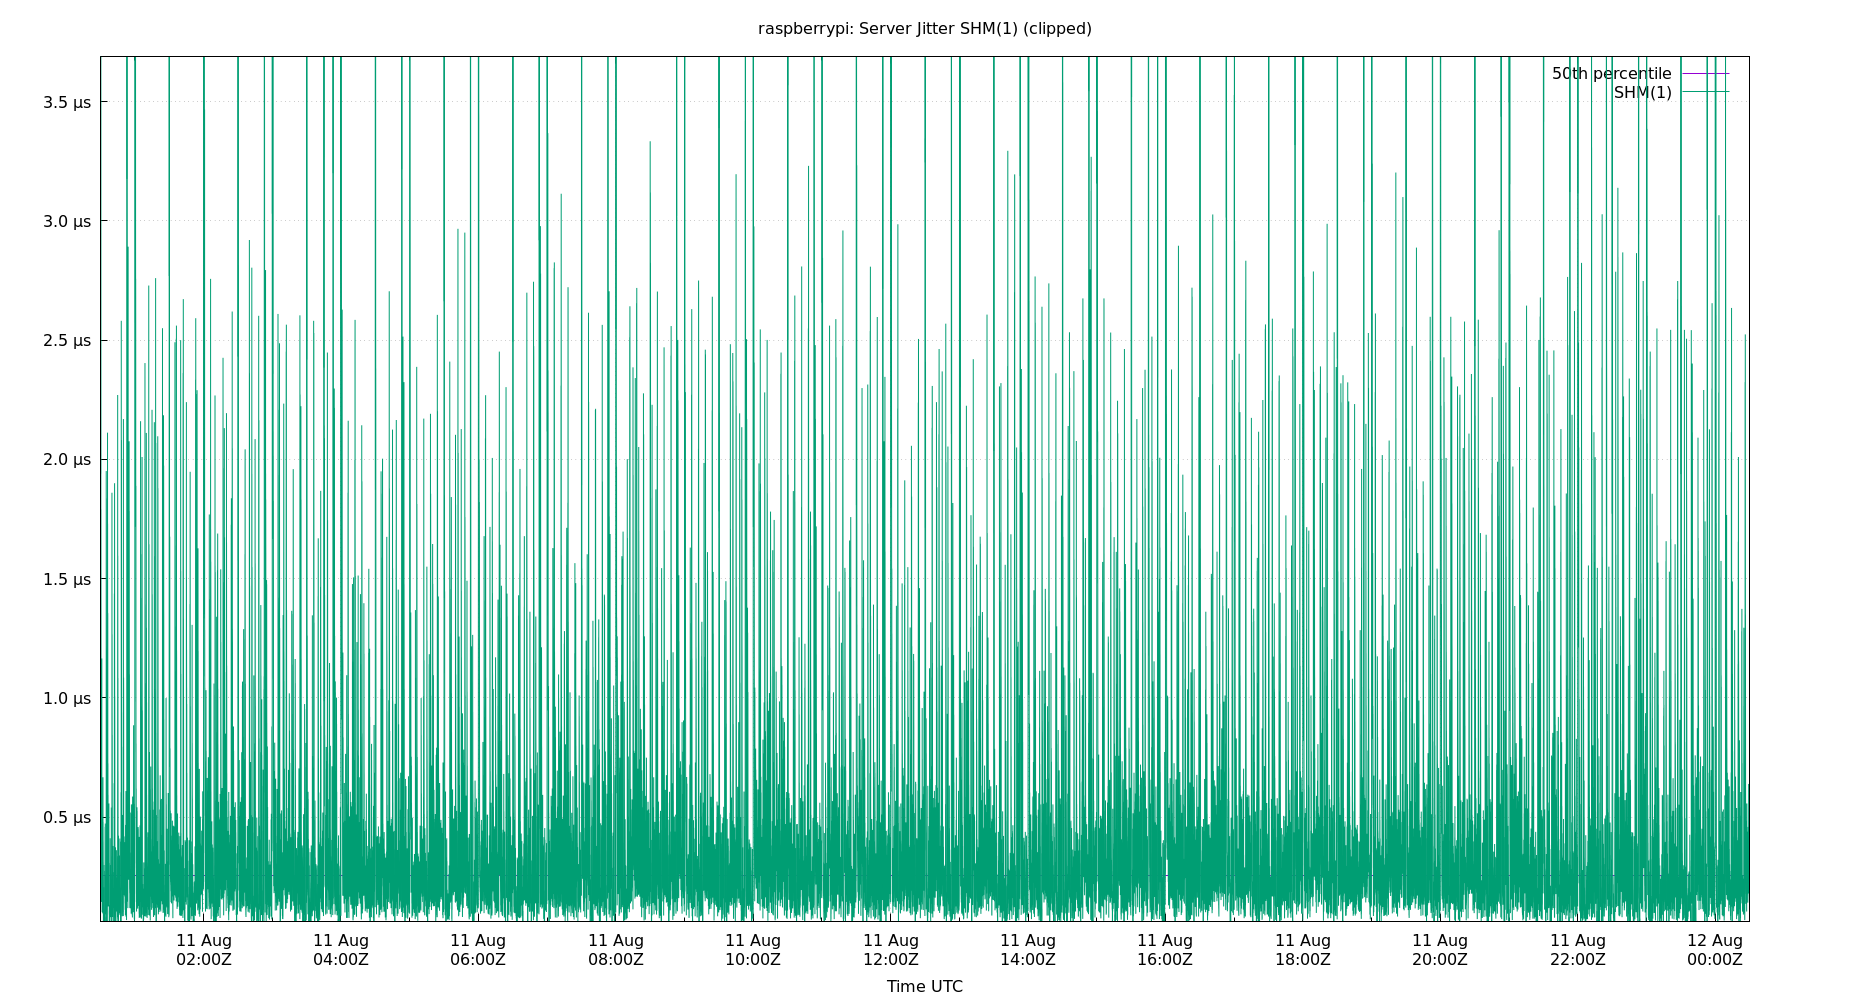 raspberrypi: Server Jitter SHM(1) (clipped)
50th percentile
SHM(1)
3.5 µs
3.0 µs
2.5 µs
2.0 µs
1.5 µs
1.0 µs
0.5 µs
11 Aug 11 Aug 11 Aug 11 Aug 11 Aug 11 Aug 11 Aug 11 Aug 11 Aug 11 Aug 11 Aug 12 Aug
02:00Z 04:00Z 06:00Z 08:00Z 10:00Z 12:00Z 14:00Z 16:00Z 18:00Z 20:00Z 22:00Z 00:00Z
Time UTC